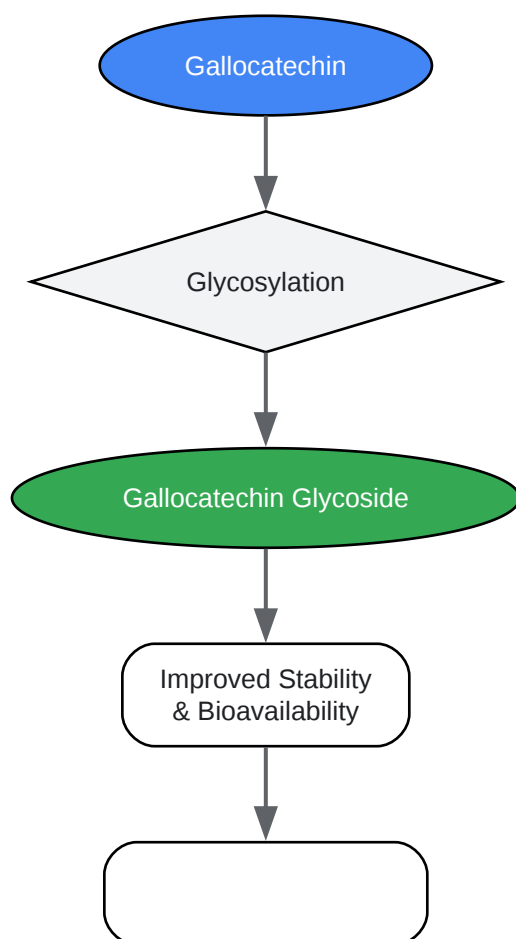 Gallocatechin
Glycosylation
Gallocatechin Glycoside
Improved Stability
& Bioavailability